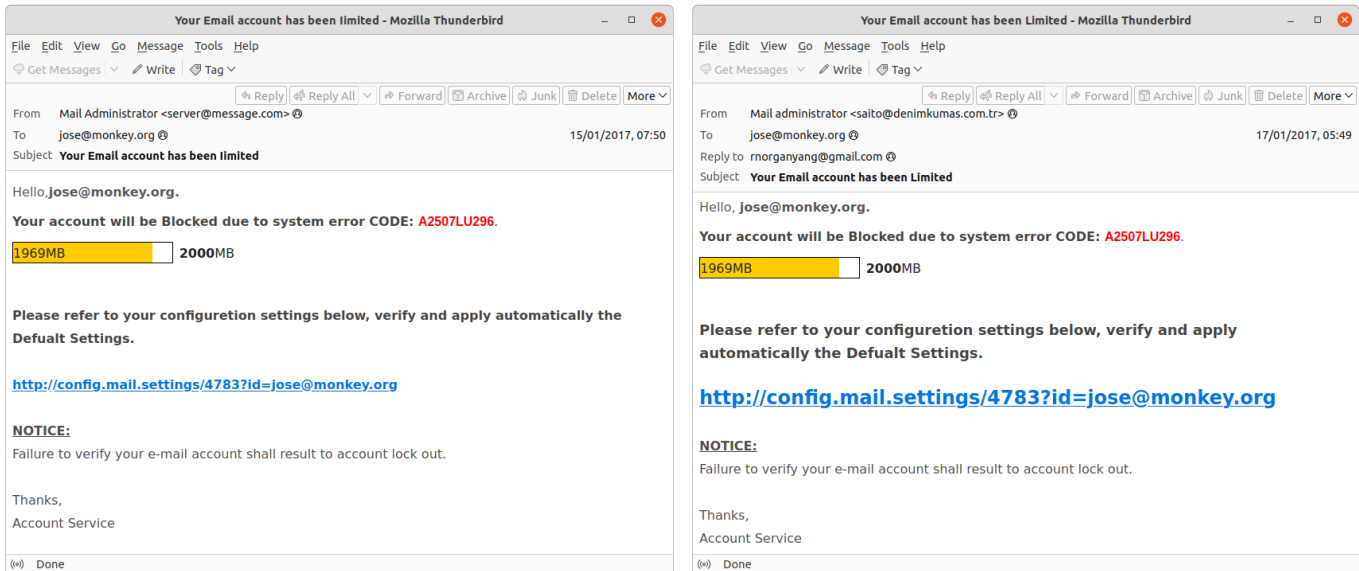 Your Email account has been Iimited - Mozilla Thunderbird
File Edit View Go Message Tools Help
Get Messages Write Tag
Reply Reply All Forward Archive Junk Delete More
From Mail Administrator <server@message.com>
To jose@monkey.org 15/01/2017, 07:50
Subject Your Email account has been Iimited
Hello,jose@monkey.org.
Your account will be Blocked due to system error CODE: A2507LU296.
1969MB 2000MB
Please refer to your configuretion settings below, verify and apply automatically the
Defualt Settings.
http://config.mail.settings/4783?id=jose@monkey.org
NOTICE:
Failure to verify your e-mail account shall result to account lock out.
Thanks,
Account Service
Done
Your Email account has been Limited - Mozilla Thunderbird
File Edit View Go Message Tools Help
Get Messages Write Tag
Reply Reply All Forward Archive Junk Delete More
From Mail administrator <saito@denimkumas.com.tr>
To jose@monkey.org 17/01/2017, 05:49
Reply to rnorganyang@gmail.com
Subject Your Email account has been Limited
Hello, jose@monkey.org.
Your account will be Blocked due to system error CODE: A2507LU296.
1969MB 2000MB
Please refer to your configuretion settings below, verify and apply
automatically the Defualt Settings.
http://config.mail.settings/4783?id=jose@monkey.org
NOTICE:
Failure to verify your e-mail account shall result to account lock out.
Thanks,
Account Service
Done